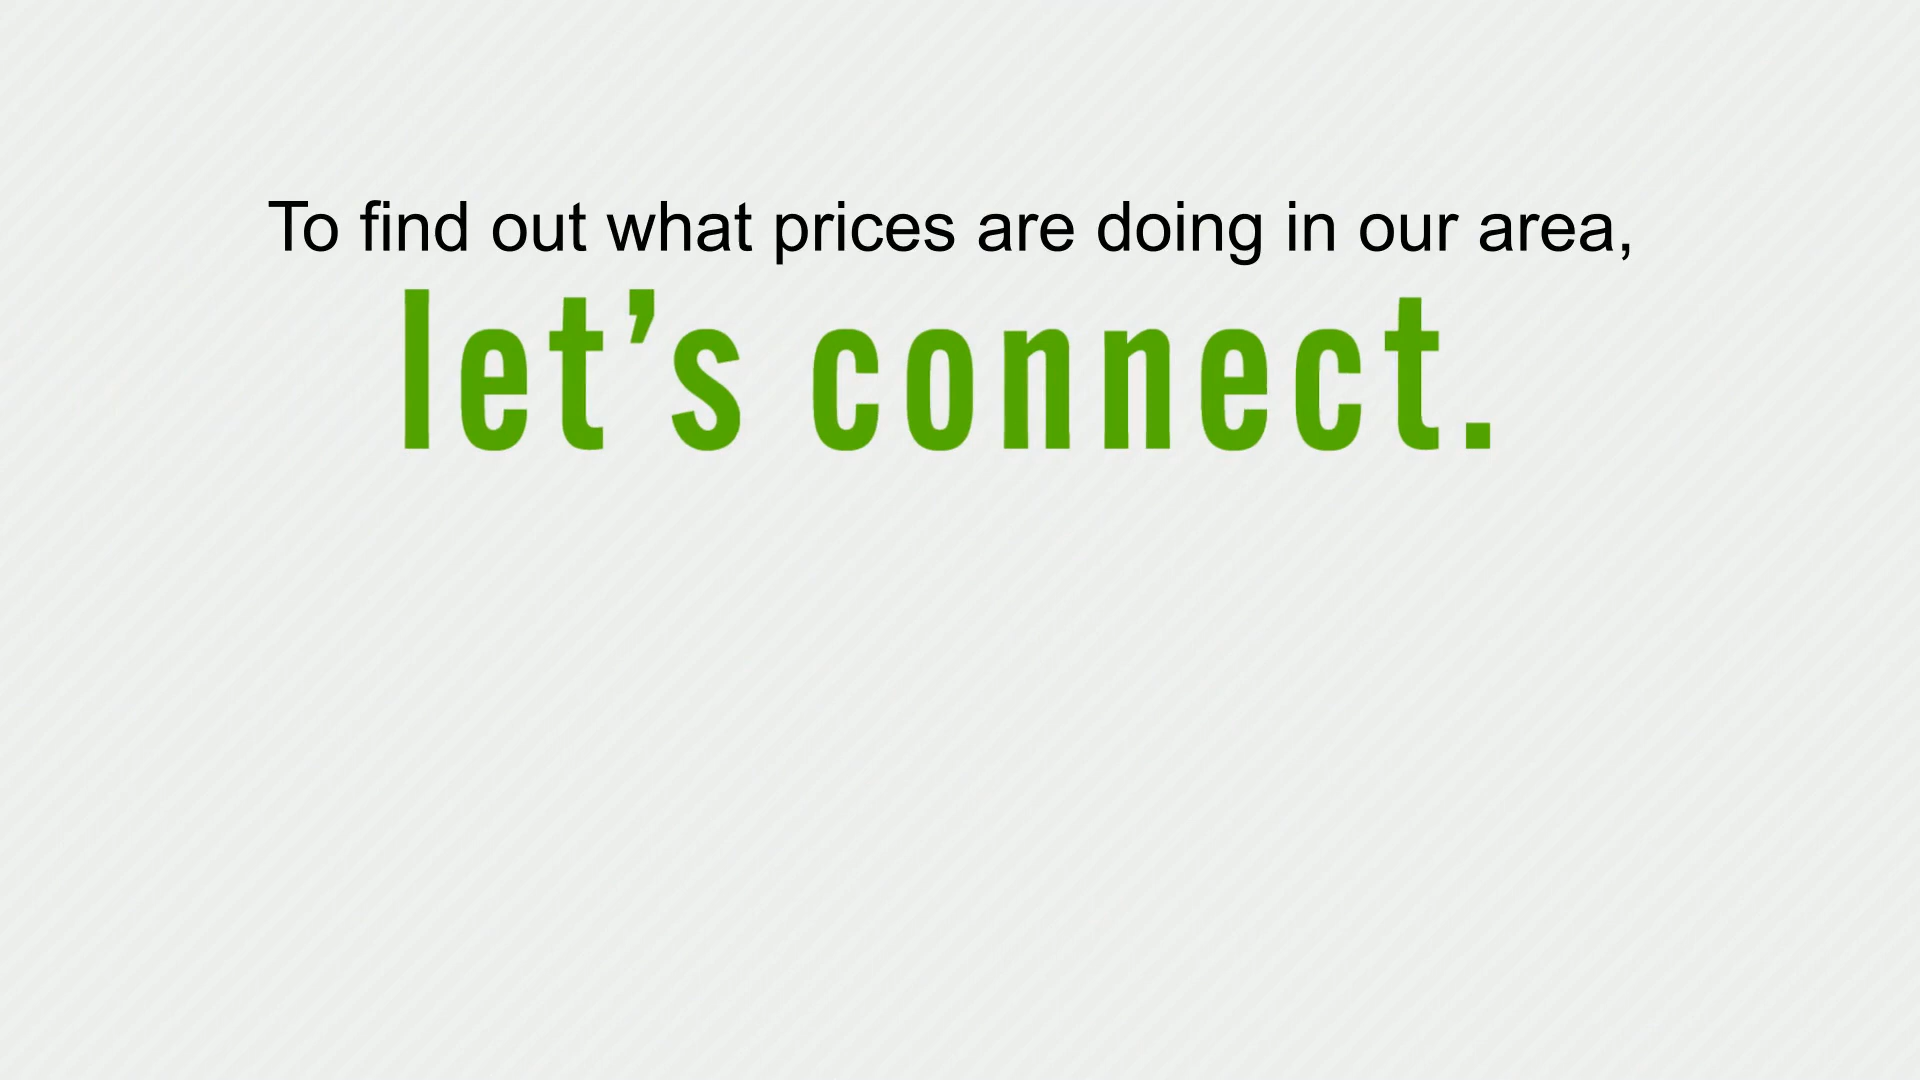 To find out what prices are doing in our area,
let’s connect.